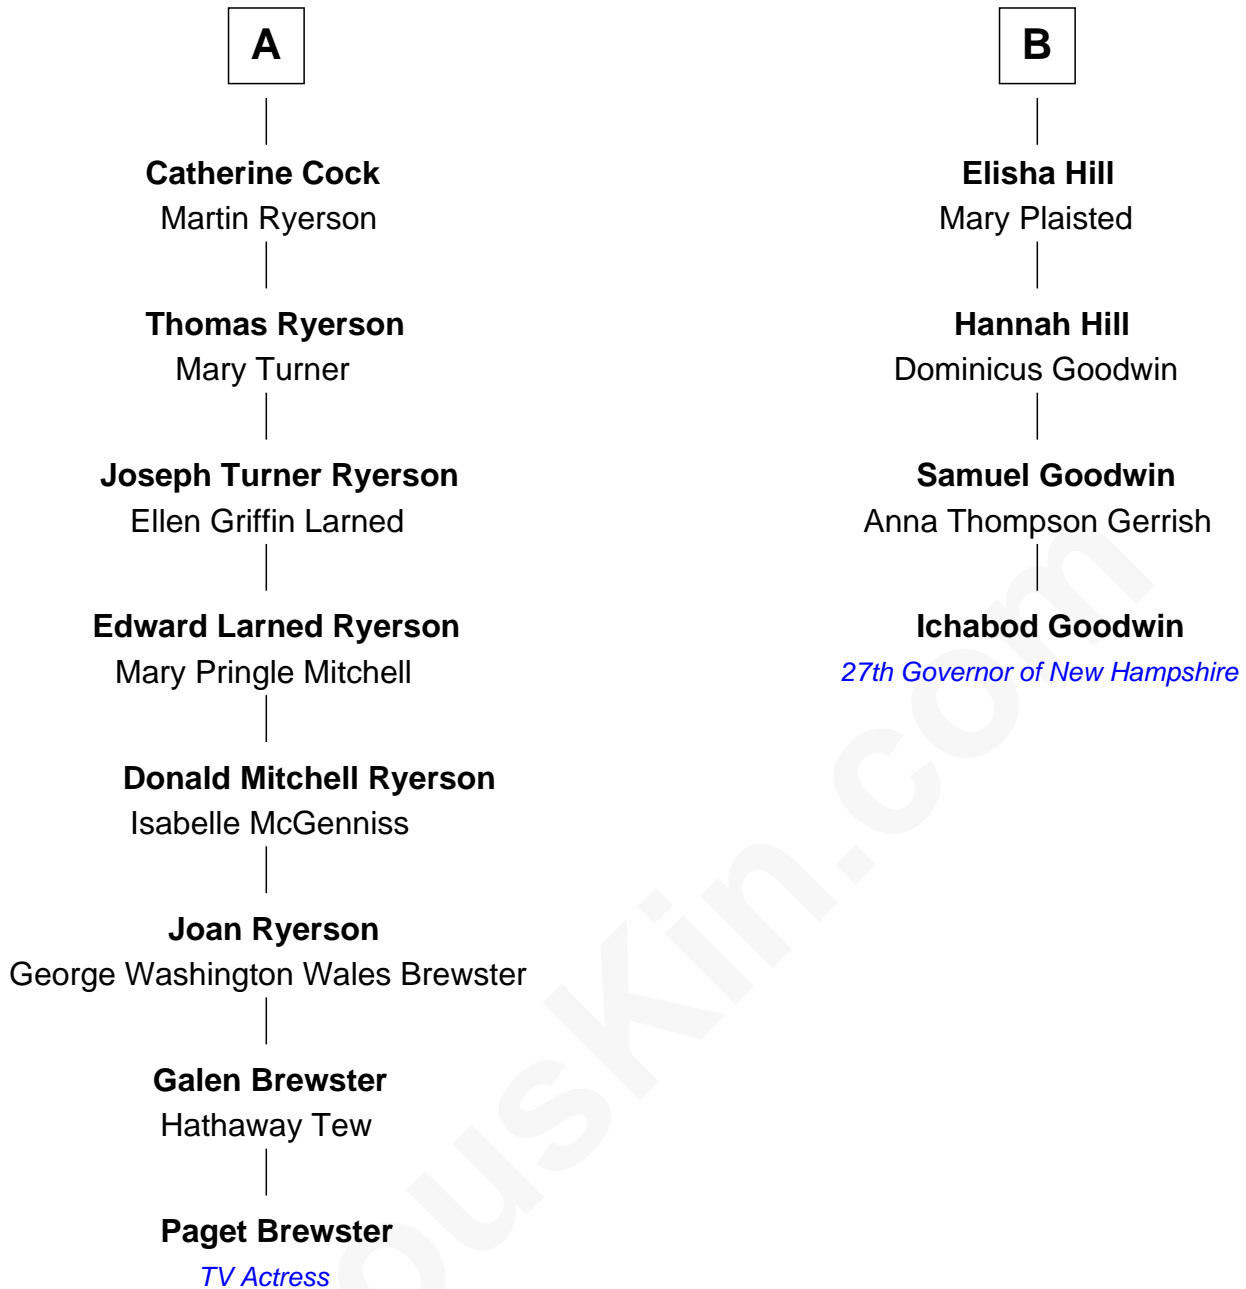 A
Catherine Cock
Martin Ryerson
Thomas Ryerson
Mary Turner
Joseph Turner Ryerson
Ellen Griffin Larned
Edward Larned Ryerson
Mary Pringle Mitchell
Donald Mitchell Ryerson
Isabelle McGenniss
Joan Ryerson
George Washington Wales Brewster
Galen Brewster
Hathaway Tew
Paget Brewster
TV Actress
B
Elisha Hill
Mary Plaisted
Hannah Hill
Dominicus Goodwin
Samuel Goodwin
Anna Thompson Gerrish
Ichabod Goodwin
27th Governor of New Hampshire
ousKin.com